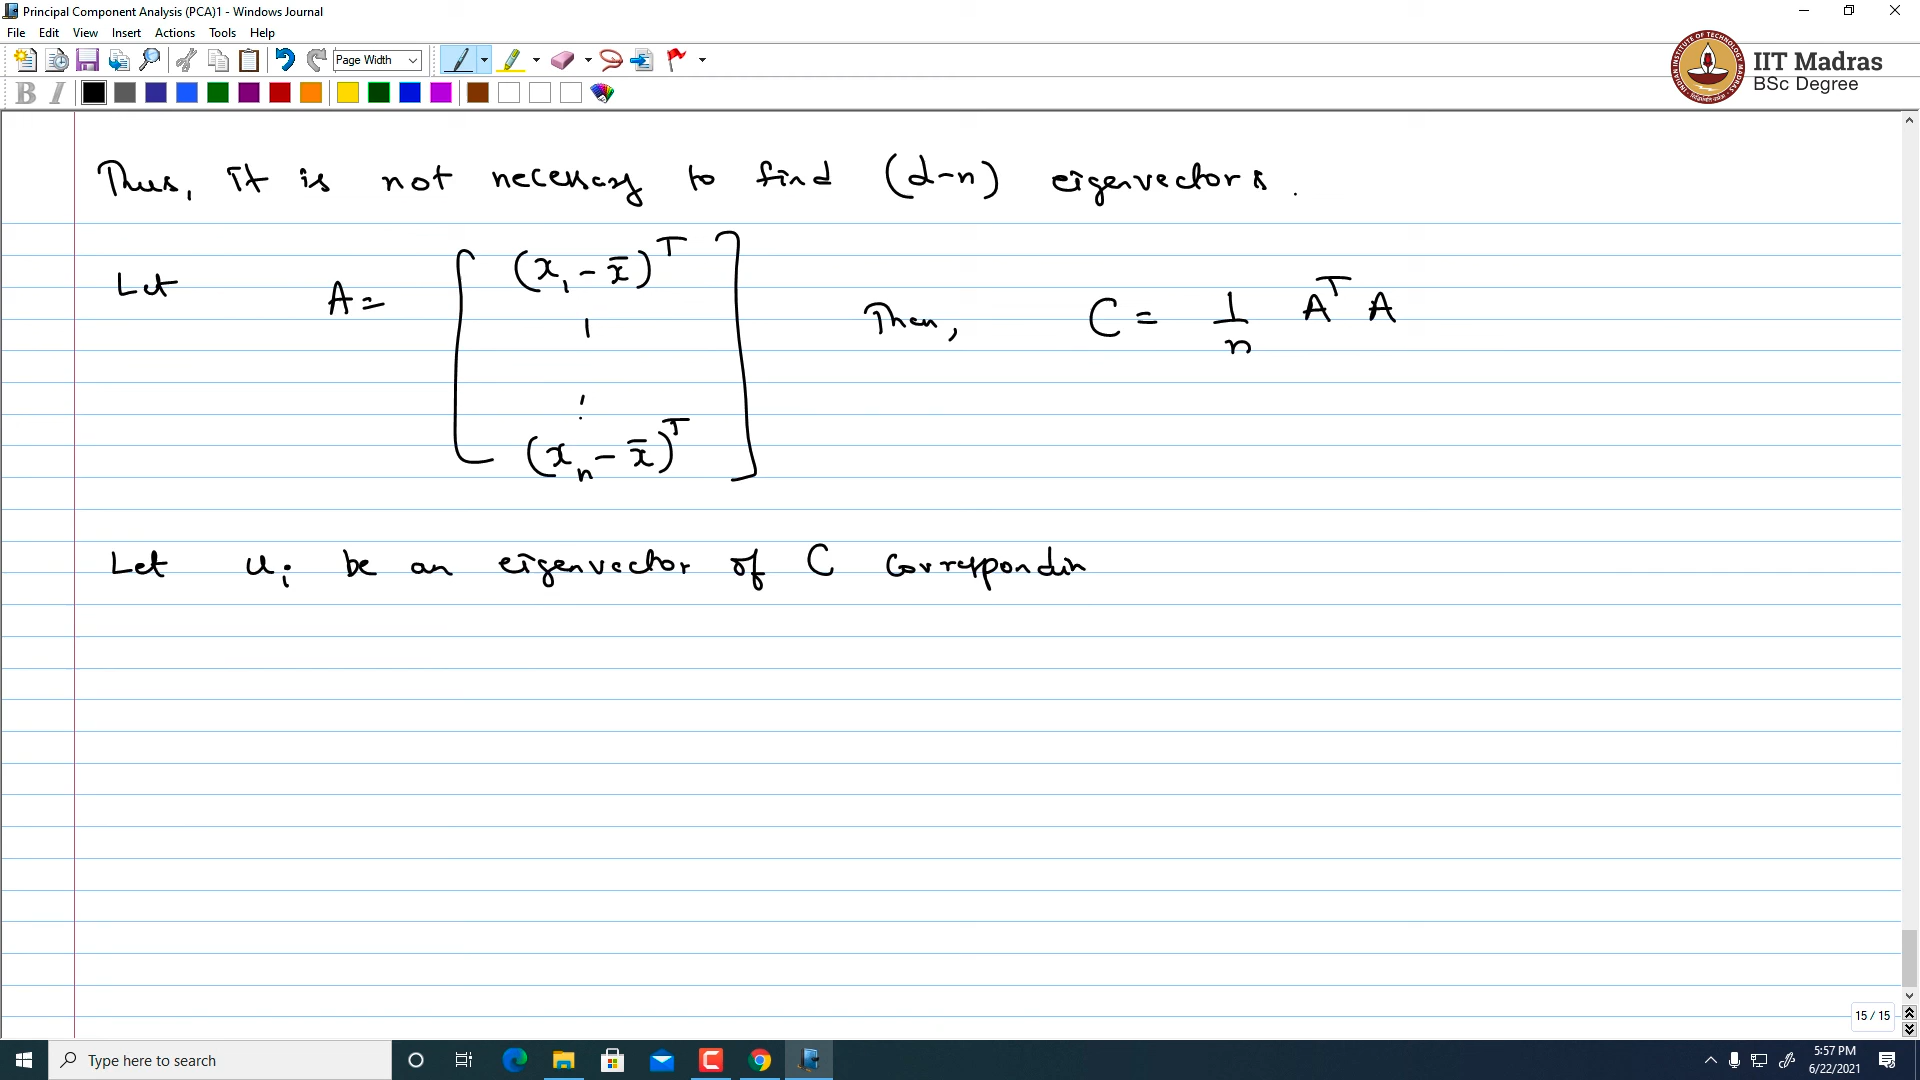 Principal Component Analysis (PCA)1 - Windows Journal
File Edit View Insert Actions Tools Help
Page Width
B I
IIT Madras
BSc Degree
Thus, it is not necessary to find (d-n) eigenvectors.
Let A = [ (x₁ - x̄)ᵀ ⋮ (xₙ - x̄)ᵀ ] Then, C = 1/n Aᵀ A
Let uᵢ be an eigenvector of C correspondin
15 / 15
Type here to search
5:57 PM
6/22/2021